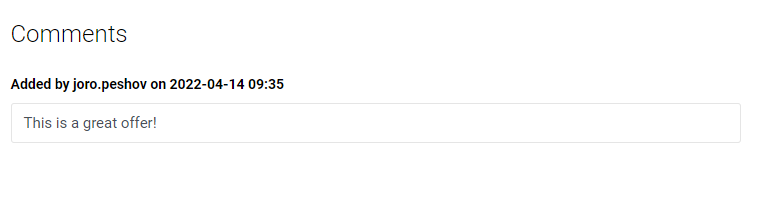 Comments
Added by joro.peshov on 2022-04-14 09:35
This is a great offer!